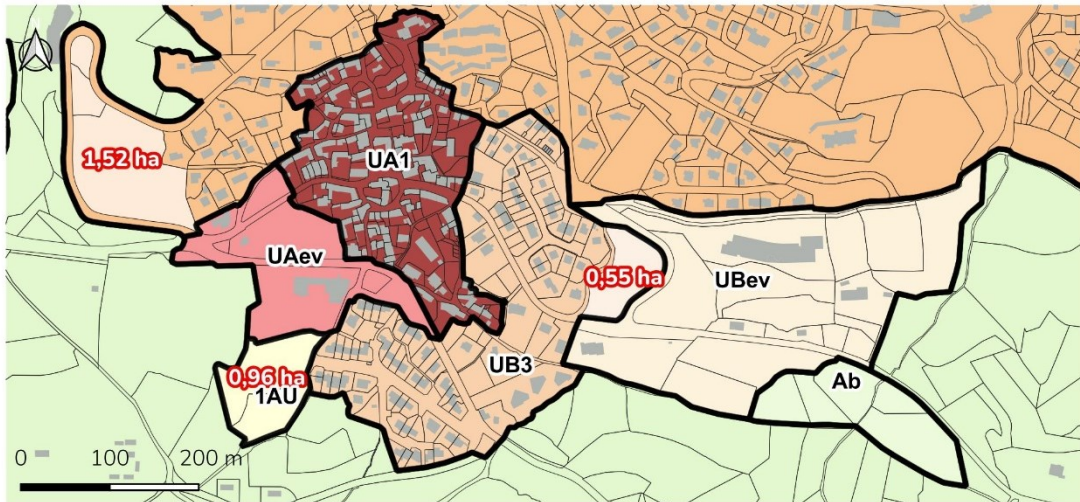 1,52 ha
UA1
UAev
0,55 ha
UBev
UB3
0,96 ha
1AU
Ab
0 100 200 m